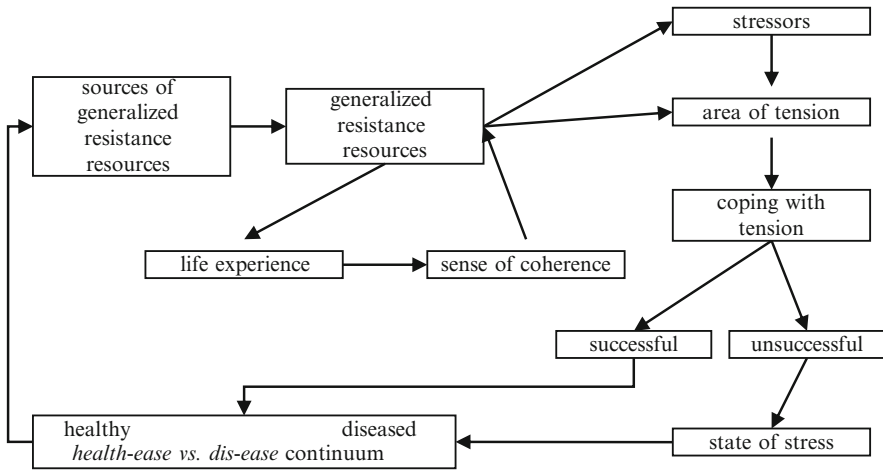 stressors
sources of
generalized
resistance
resources
generalized
resistance
resources
area of tension
coping with
tension
life experience
sense of coherence
successful
unsuccessful
healthy diseased
health-ease vs. dis-ease continuum
state of stress